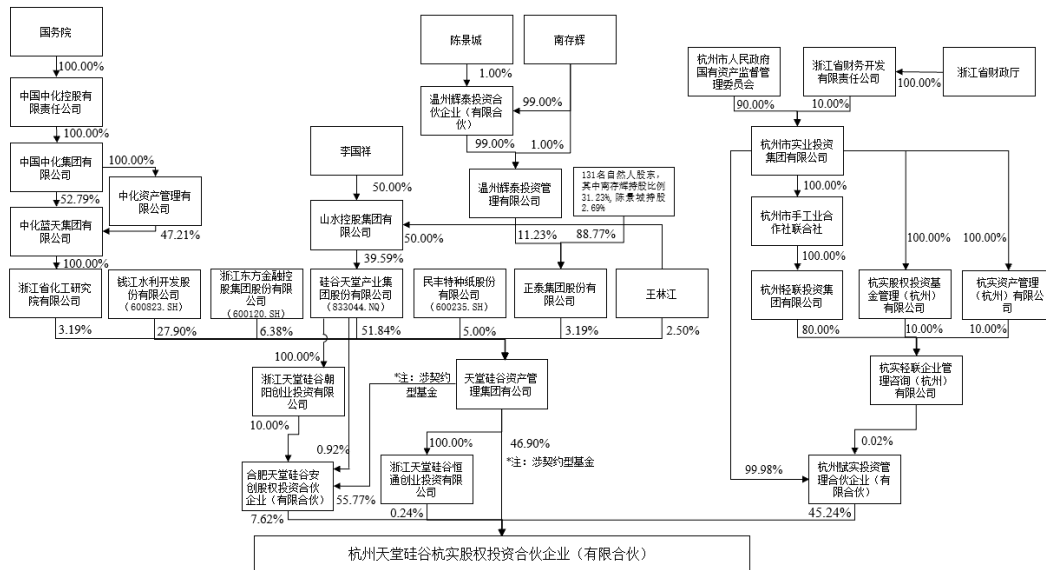 国务院
陈景城
南存辉
杭州市人民政府
国有资产监督管
理委员会
浙江省财务开发
有限责任公司
浙江省财政厅
100.00%
1.00%
99.00%
90.00%
10.00%
100.00%
中国中化控股有
限责任公司
温州辉泰投资合
伙企业（有限合
伙）
100.00%
99.00%
1.00%
杭州市实业投资
集团有限公司
中国中化集团有
限公司
100.00%
李国祥
131名自然人股东，
其中南存辉持股比例
31.23%,陈景城持股
2.69%
52.79%
中化资产管理有
限公司
50.00%
温州辉泰投资管
理有限公司
100.00%
中化蓝天集团有
限公司
47.21%
山水控股集团有
限公司
50.00%
11.23%
88.77%
杭州市手工业合
作社联合社
100.00%
39.59%
100.00%
100.00%
100.00%
浙江省化工研究
院有限公司
钱江水利开发股
份有限公司
(600823.SH)
浙江东方金融控
股集团股份有限
公司
(600120.SH)
硅谷天堂产业集
团股份有限公司
(833044.NQ)
民丰特种纸股份
有限公司
(600235.SH)
正泰集团股份有
限公司
王林江
杭州轻联投资集
团有限公司
杭实股权投资基
金管理（杭州）
有限公司
杭实资产管理
（杭州）有限公
司
3.19%
27.90%
6.38%
51.84%
5.00%
3.19%
2.50%
80.00%
10.00%
10.00%
100.00%
浙江天堂硅谷朝
阳创业投资有限
公司
*注：涉契约
型基金
天堂硅谷资产管
理集团有公司
杭实轻联企业管
理咨询（杭州）
有限公司
10.00%
0.92%
100.00%
46.90%
*注：涉契约型基金
0.02%
合肥天堂硅谷安
创股权投资合伙
企业（有限合伙）
55.77%
浙江天堂硅谷恒
通创业投资有限
公司
99.98%
杭州赋实投资管
理合伙企业（有
限合伙）
7.62%
0.24%
45.24%
杭州天堂硅谷杭实股权投资合伙企业（有限合伙）